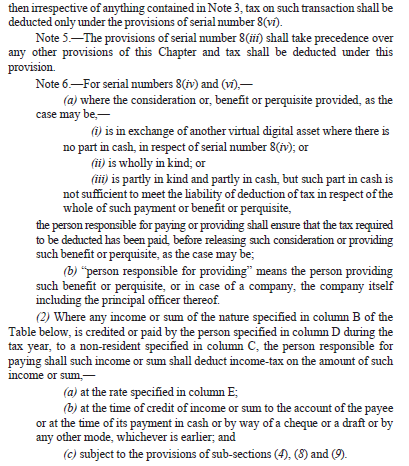 then irrespective of anything contained in Note 3, tax on such transaction shall be
deducted only under the provisions of serial number 8(vi).
Note 5.—The provisions of serial number 8(iii) shall take precedence over
any other provisions of this Chapter and tax shall be deducted under this
provision.
Note 6.—For serial numbers 8(iv) and (vi),—
(a) where the consideration or, benefit or perquisite provided, as the
case may be,—
(i) is in exchange of another virtual digital asset where there is
no part in cash, in respect of serial number 8(iv); or
(ii) is wholly in kind; or
(iii) is partly in kind and partly in cash, but such part in cash is
not sufficient to meet the liability of deduction of tax in respect of the
whole of such payment or benefit or perquisite,
the person responsible for paying or providing shall ensure that the tax required
to be deducted has been paid, before releasing such consideration or providing
such benefit or perquisite, as the case may be;
(b) “person responsible for providing” means the person providing
such benefit or perquisite, or in case of a company, the company itself
including the principal officer thereof.
(2) Where any income or sum of the nature specified in column B of the
Table below, is credited or paid by the person specified in column D during the
tax year, to a non-resident specified in column C, the person responsible for
paying shall such income or sum shall deduct income-tax on the amount of such
income or sum,—
(a) at the rate specified in column E;
(b) at the time of credit of income or sum to the account of the payee
or at the time of its payment in cash or by way of a cheque or a draft or by
any other mode, whichever is earlier; and
(c) subject to the provisions of sub-sections (4), (8) and (9).